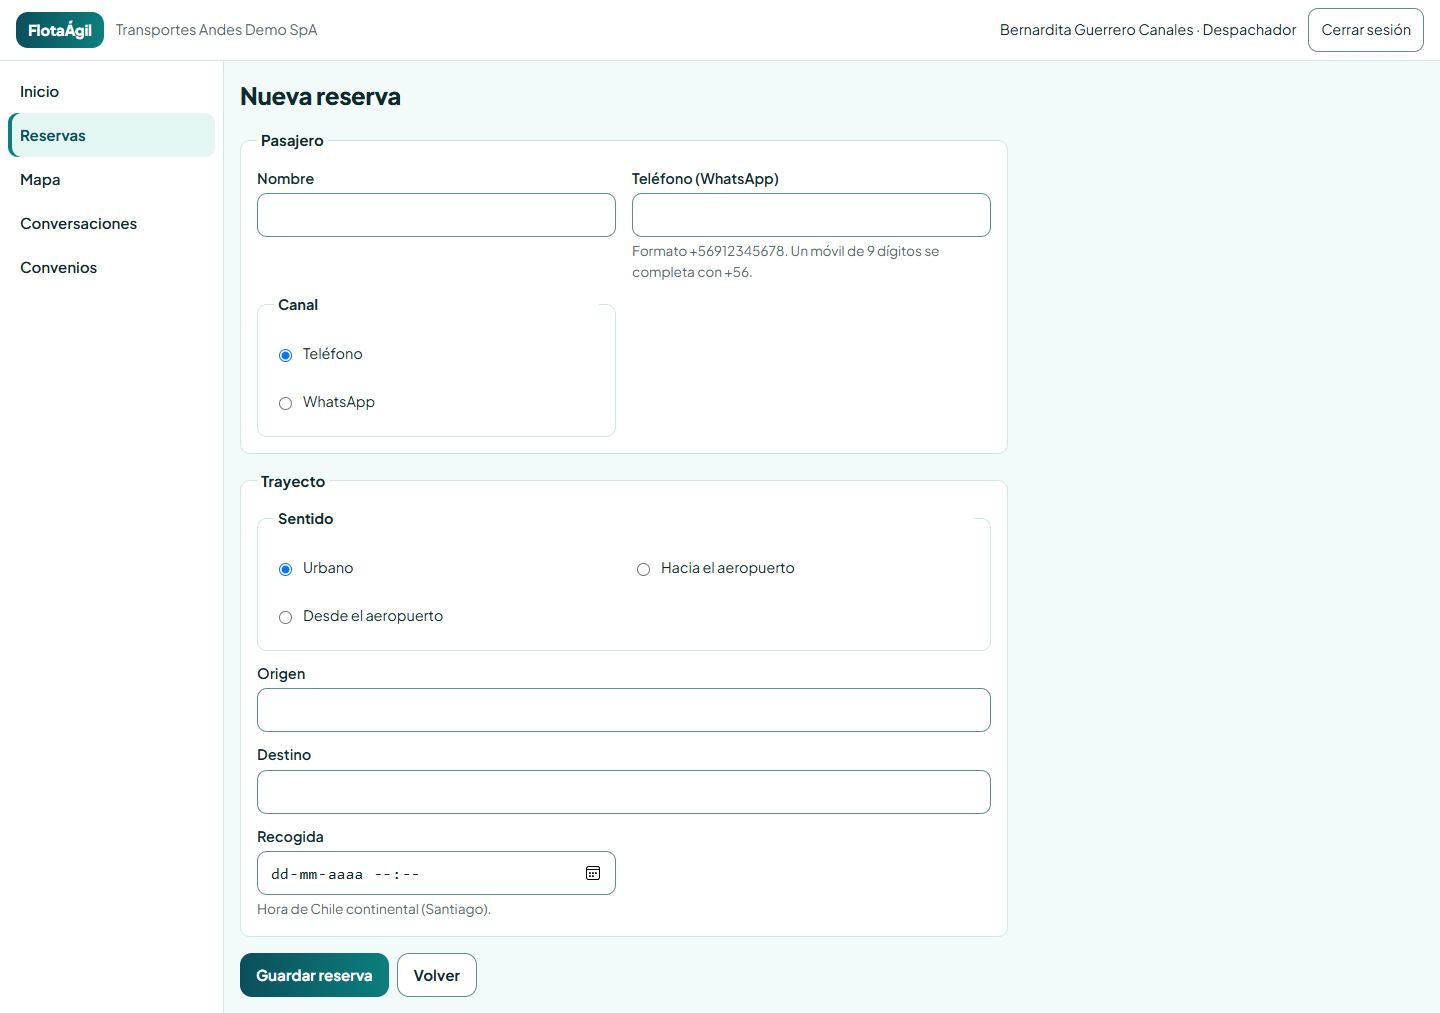 FlotaÁgil
Transportes Andes Demo SpA
Bernardita Guerrero Canales · Despachador
Cerrar sesión
Inicio
Reservas
Mapa
Conversaciones
Convenios
Nueva reserva
Pasajero
Nombre
Teléfono (WhatsApp)
Formato +56912345678. Un móvil de 9 dígitos se
completa con +56.
Canal
Teléfono
WhatsApp
Trayecto
Sentido
Urbano
Hacia el aeropuerto
Desde el aeropuerto
Origen
Destino
Recogida
dd-mm-aaaa --:--
Hora de Chile continental (Santiago).
Guardar reserva
Volver